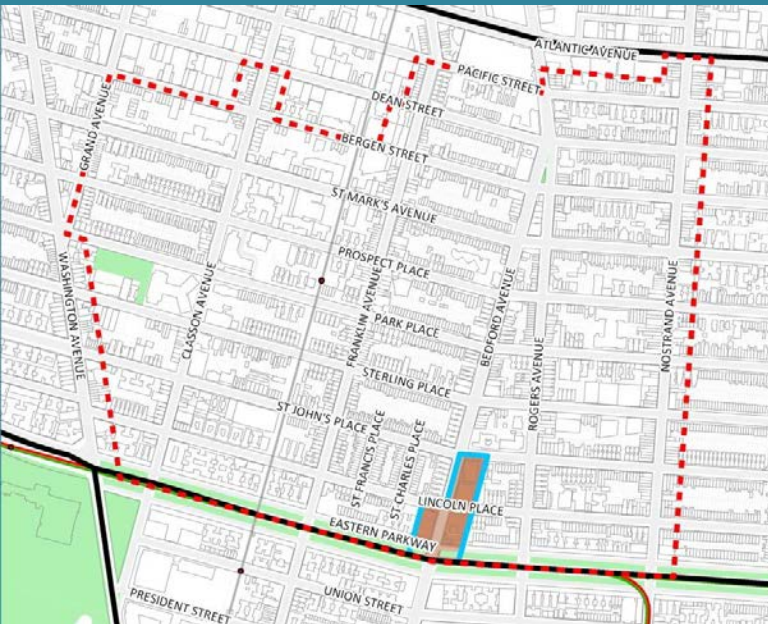 ATLANTIC AVENUE
PACIFIC STREET
DEAN STREET
GRAND AVENUE
BERGEN STREET
ST MARK'S AVENUE
PROSPECT PLACE
WASHINGTON AVENUE
CLASSON AVENUE
FRANKLIN AVENUE
BEDFORD AVENUE
NOSTRAND AVENUE
PARK PLACE
ROGERS AVENUE
STERLING PLACE
ST JOHN'S PLACE
ST FRANCIS PLACE
ST CHARLES PLACE
LINCOLN PLACE
EASTERN PARKWAY
UNION STREET
PRESIDENT STREET